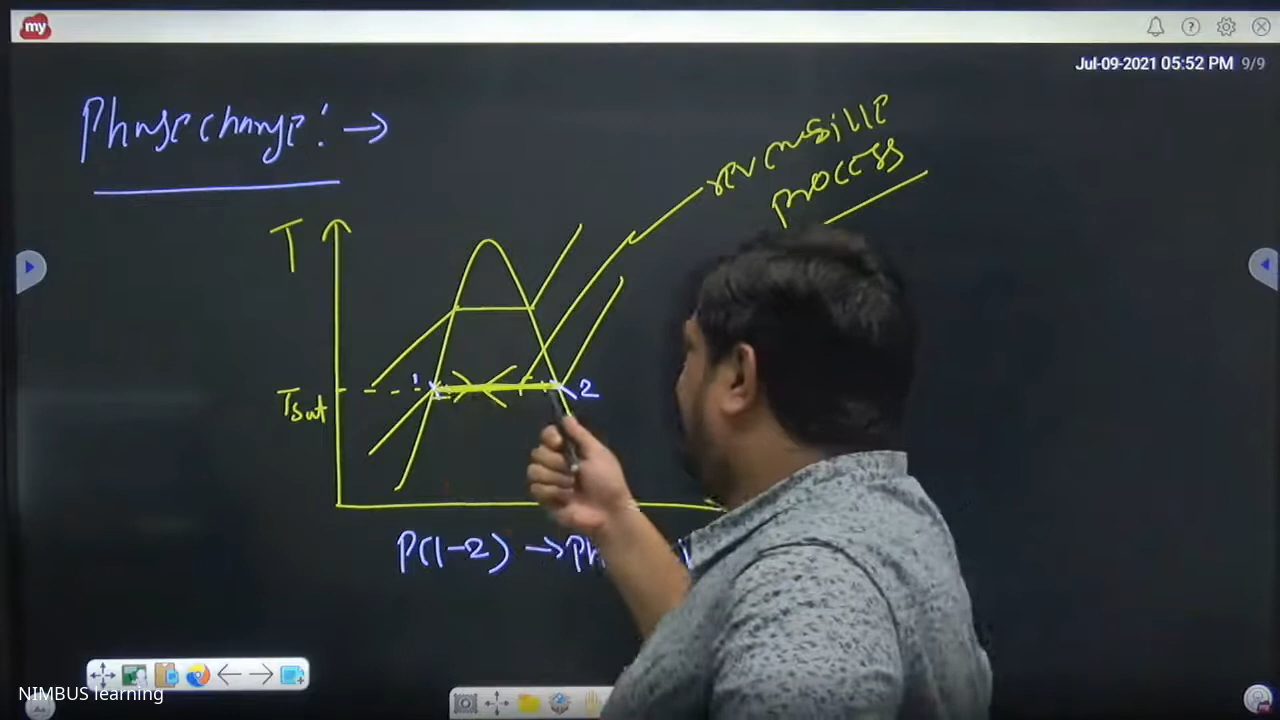 my
Jul-09-2021 05:52 PM 9/9
Phase change: →
reversible
process
T
Tsat
1
2
P(1-2) → Ph
NIMBUS learning